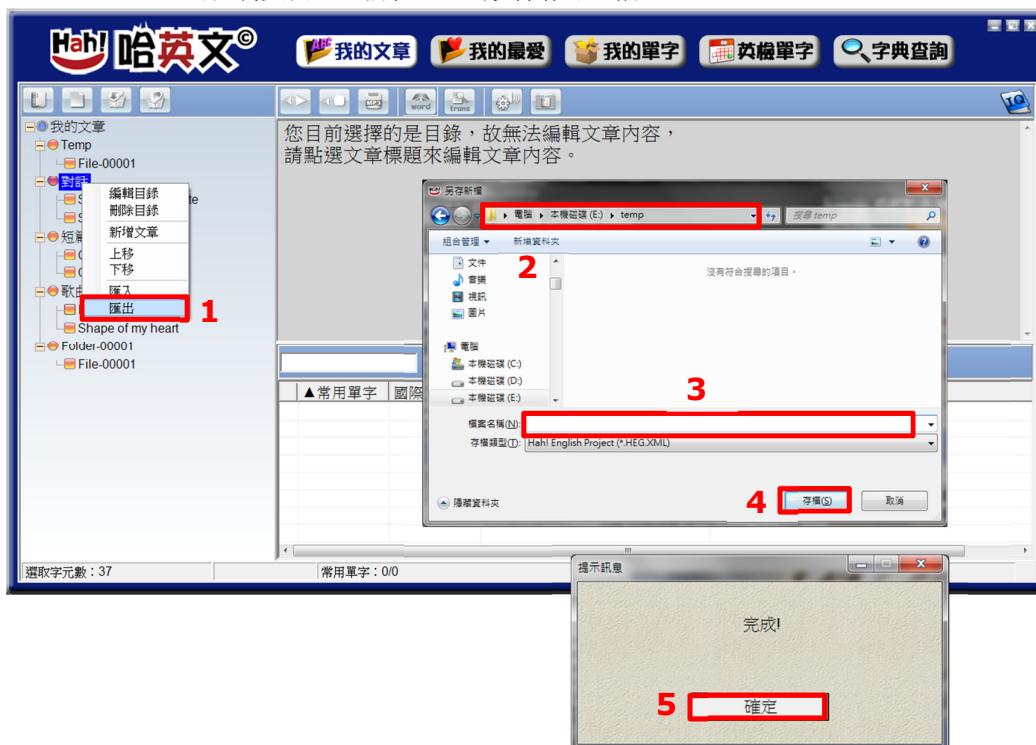 Hah! 哈英文©
ABC 我的文章
我的最愛
我的單字
英檢單字
字典查詢
MP3
word
trans
IQ
我的文章
Temp
File-00001
對話
編輯目錄
刪除目錄
新增文章
上移
下移
匯入
匯出
1
Shape of my heart
Folder-00001
File-00001
您目前選擇的是目錄,故無法編輯文章內容,
請點選文章標題來編輯文章內容。
另存新檔
電腦 ▸ 本機磁碟 (E:) ▸ temp
搜尋 temp
組合管理 ▼
新增資料夾
2
文件
音樂
視訊
圖片
電腦
本機磁碟 (C:)
本機磁碟 (D:)
本機磁碟 (E:)
沒有符合搜尋的項目。
3
檔案名稱(N):
存檔類型(T): Hah! English Project (*.HEG.XML)
隱藏資料夾
4
存檔(S)
取消
▲常用單字
國際
選取字元數:37
常用單字:0/0
提示訊息
完成!
5
確定